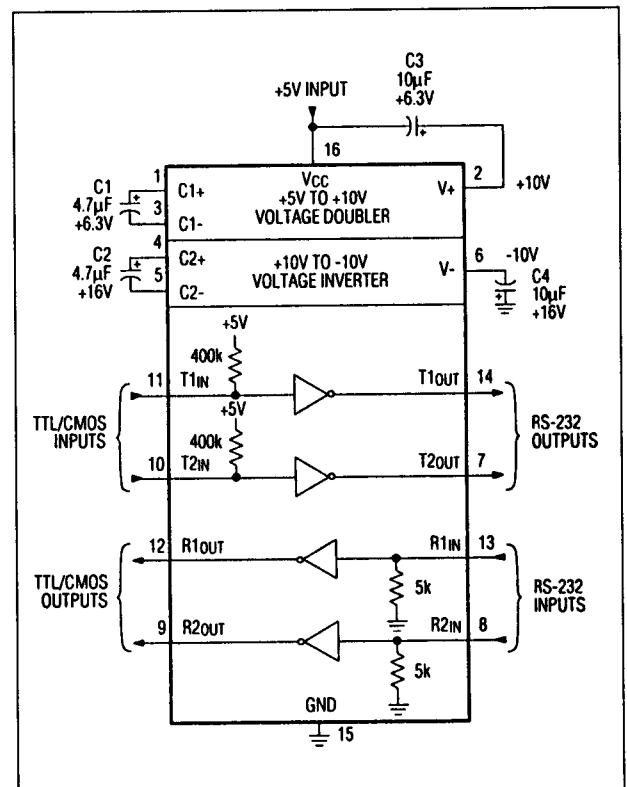 C3
10µF
+6.3V
+5V INPUT
16
1
C1
4.7µF
+6.3V
3
C1+
C1-
VCC
+5V TO +10V
VOLTAGE DOUBLER
V+
2
+10V
4
C2
4.7µF
+16V
5
C2+
C2-
+10V TO -10V
VOLTAGE INVERTER
V-
6
-10V
C4
10µF
+16V
+5V
400k
11
T1IN
T1OUT
14
+5V
400k
TTL/CMOS
INPUTS
RS-232
OUTPUTS
10
T2IN
T2OUT
7
12
R1OUT
R1IN
13
5k
TTL/CMOS
OUTPUTS
RS-232
INPUTS
9
R2OUT
R2IN
8
5k
GND
15